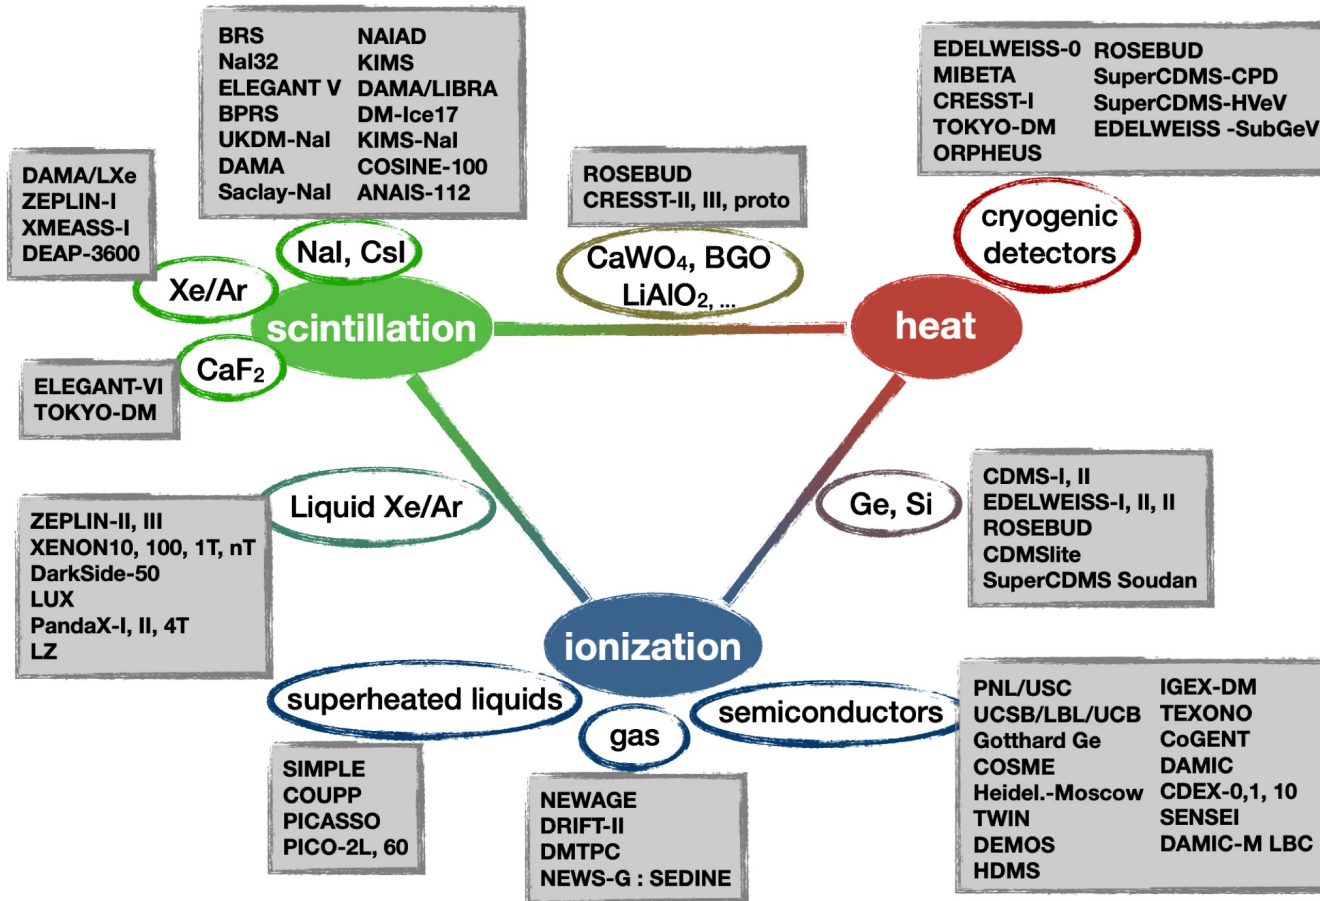 BRS NAIAD
NaI32 KIMS
ELEGANT V DAMA/LIBRA
BPRS DM-Ice17
UKDM-NaI KIMS-NaI
DAMA COSINE-100
Saclay-NaI ANAIS-112
EDELWEISS-0 ROSEBUD
MIBETA SuperCDMS-CPD
CRESST-I SuperCDMS-HVeV
TOKYO-DM EDELWEISS -SubGeV
ORPHEUS
DAMA/LXe
ZEPLIN-I
XMEASS-I
DEAP-3600
ROSEBUD
CRESST-II, III, proto
cryogenic
detectors
NaI, CsI
CaWO₄, BGO
LiAlO₂, ...
Xe/Ar
scintillation
heat
CaF₂
ELEGANT-VI
TOKYO-DM
Liquid Xe/Ar
Ge, Si
ZEPLIN-II, III
XENON10, 100, 1T, nT
DarkSide-50
LUX
PandaX-I, II, 4T
LZ
CDMS-I, II
EDELWEISS-I, II, II
ROSEBUD
CDMSlite
SuperCDMS Soudan
ionization
superheated liquids
gas
semiconductors
SIMPLE
COUPP
PICASSO
PICO-2L, 60
NEWAGE
DRIFT-II
DMTPC
NEWS-G : SEDINE
PNL/USC IGEX-DM
UCSB/LBL/UCB TEXONO
Gotthard Ge CoGENT
COSME DAMIC
Heidel.-Moscow CDEX-0,1, 10
TWIN SENSEI
DEMOS DAMIC-M LBC
HDMS